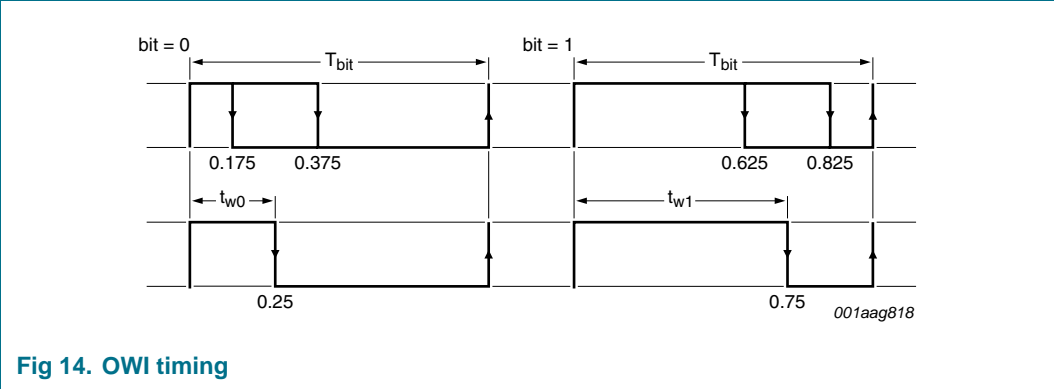 bit = 0
T_bit
bit = 1
T_bit
0.175
0.375
0.625
0.825
t_w0
t_w1
0.25
0.75
001aag818
Fig 14. OWI timing